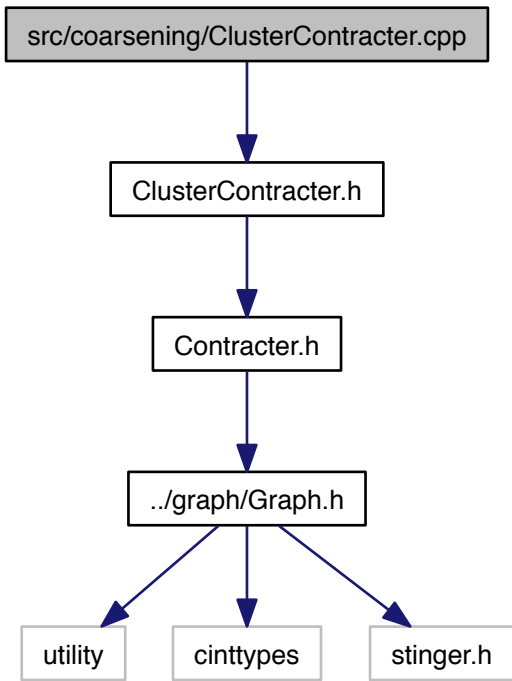 src/coarsening/ClusterContracter.cpp
ClusterContracter.h
Contracter.h
../graph/Graph.h
utility
cinttypes
stinger.h